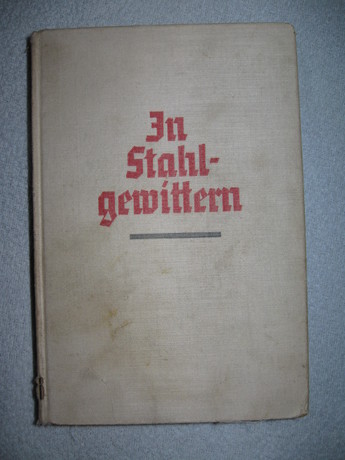 In
Stahl-
gewittern